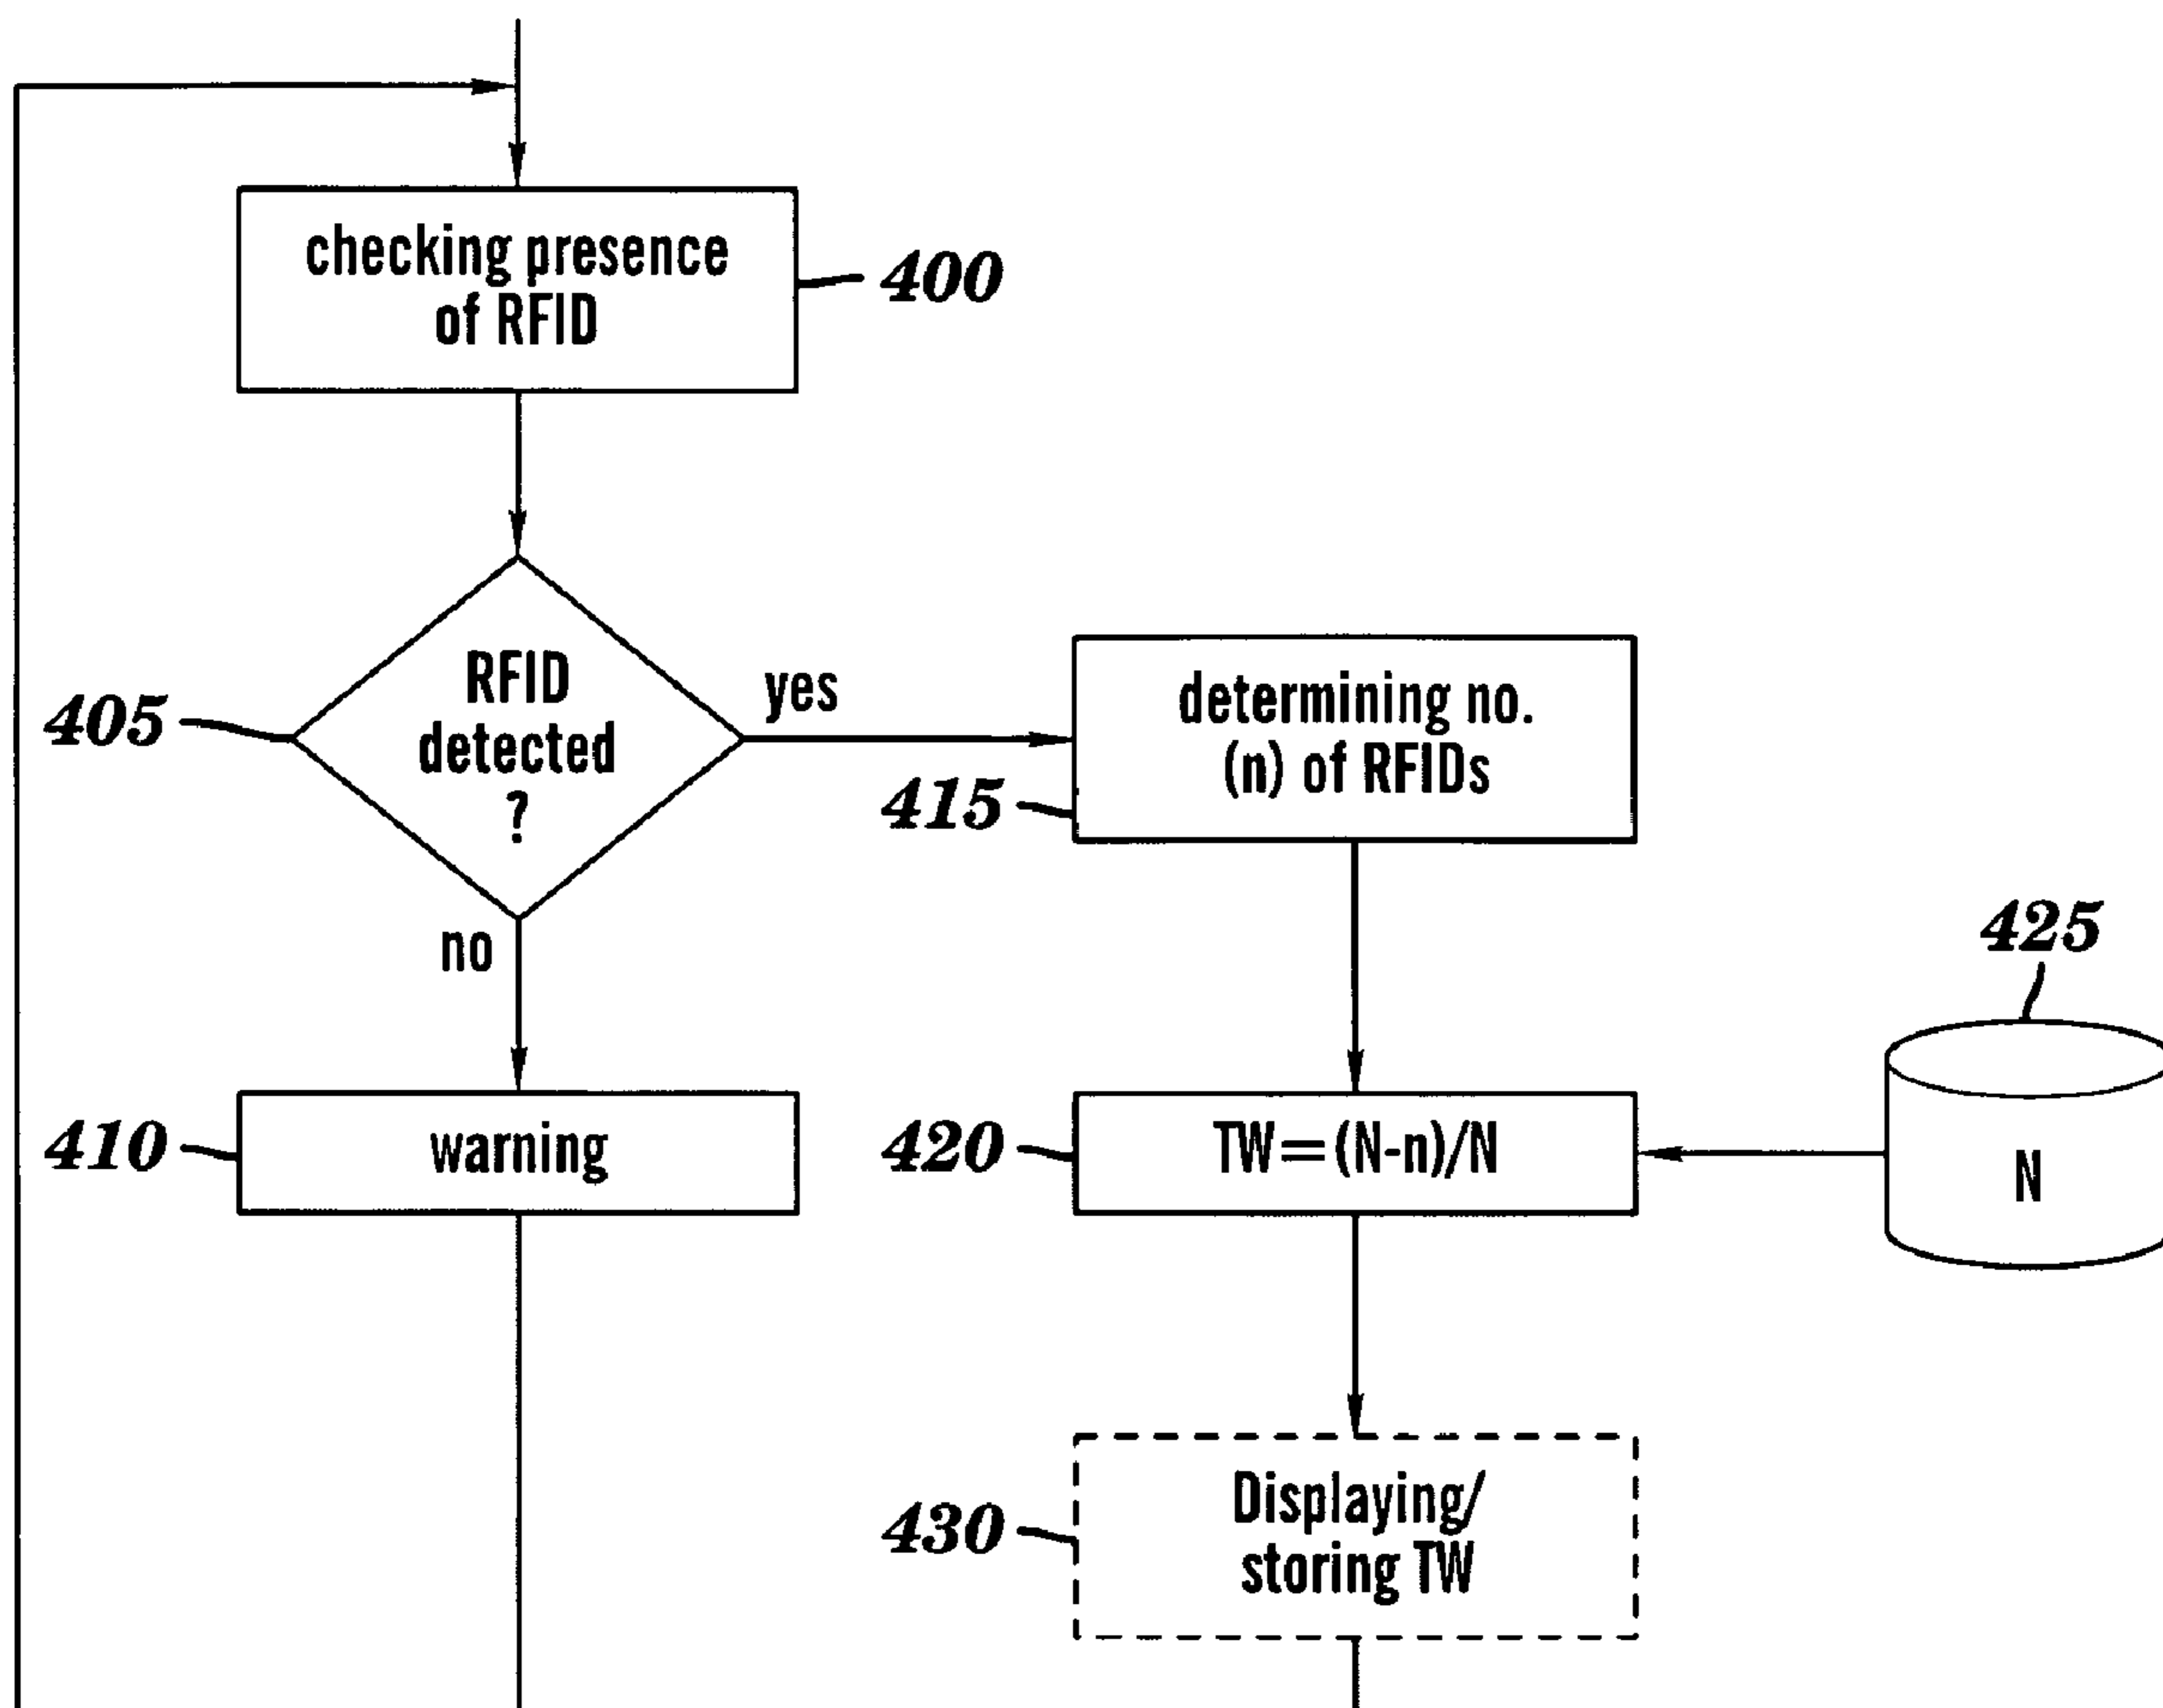 checking presence
of RFID
400
RFID
detected
?
405
yes
determining no.
(n) of RFIDs
415
no
425
410
warning
420
TW=(N-n)/N
N
430
Displaying/
storing TW